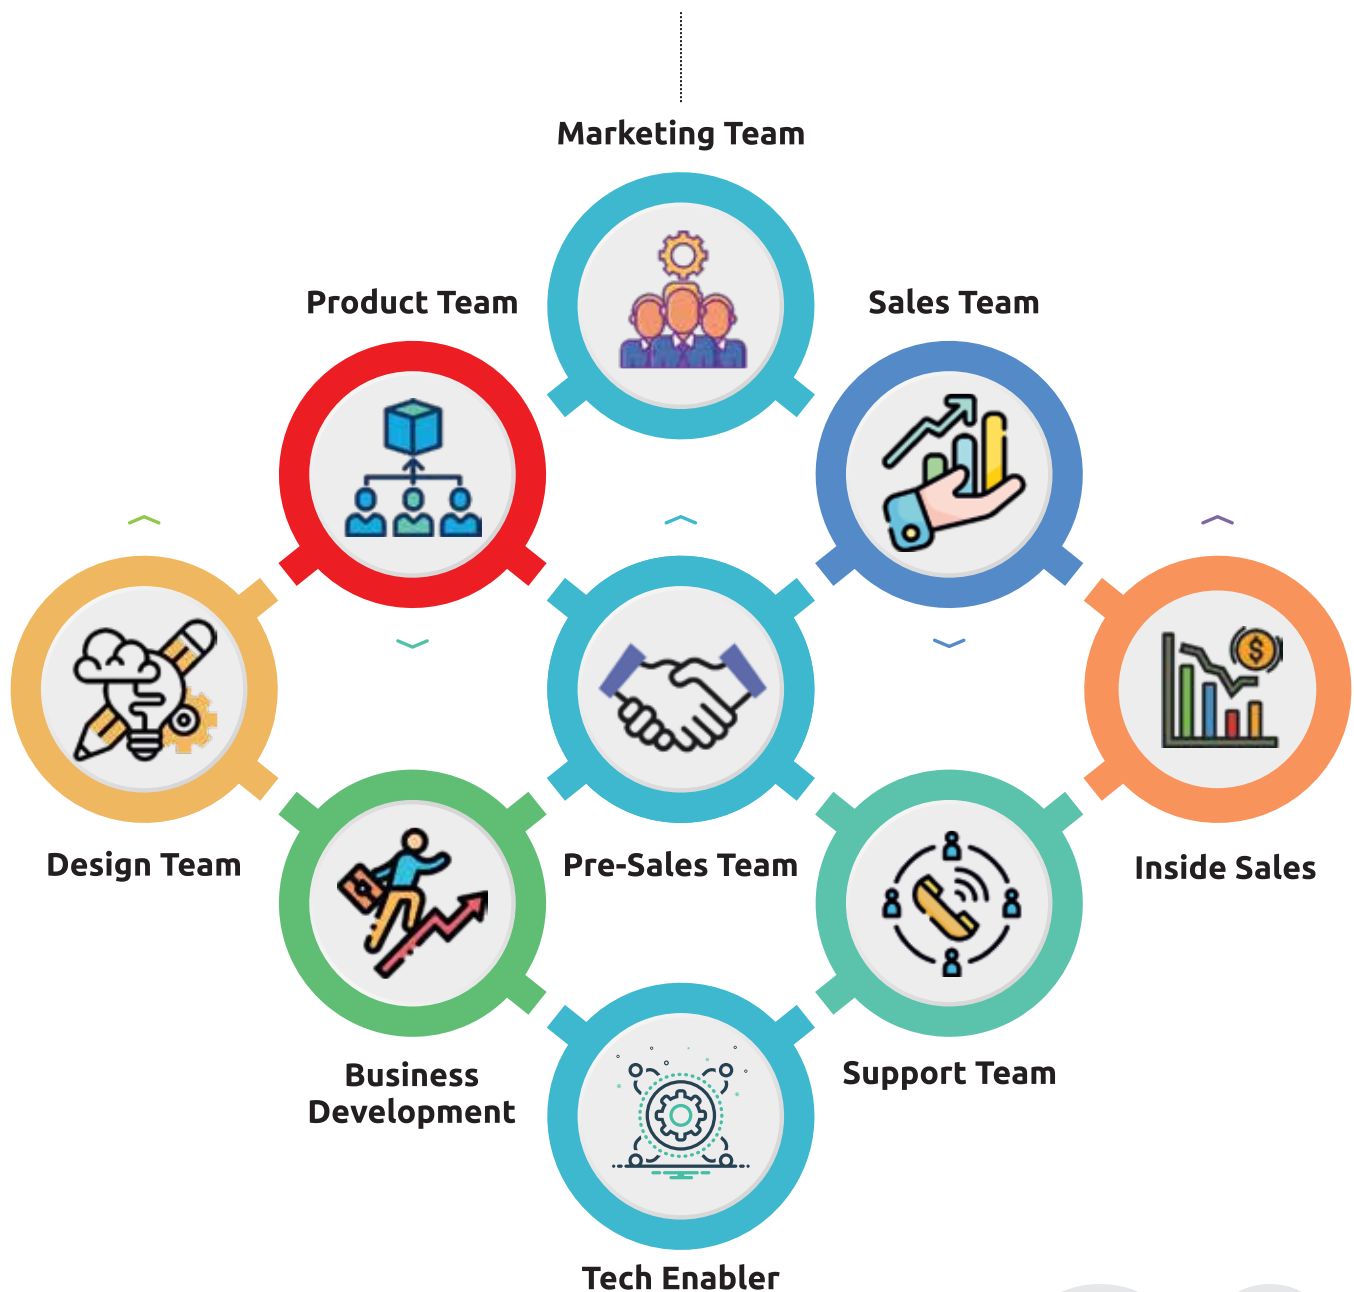 Marketing Team
Product Team
Sales Team
$
Design Team
Pre-Sales Team
Inside Sales
Business
Development
Support Team
Tech Enabler